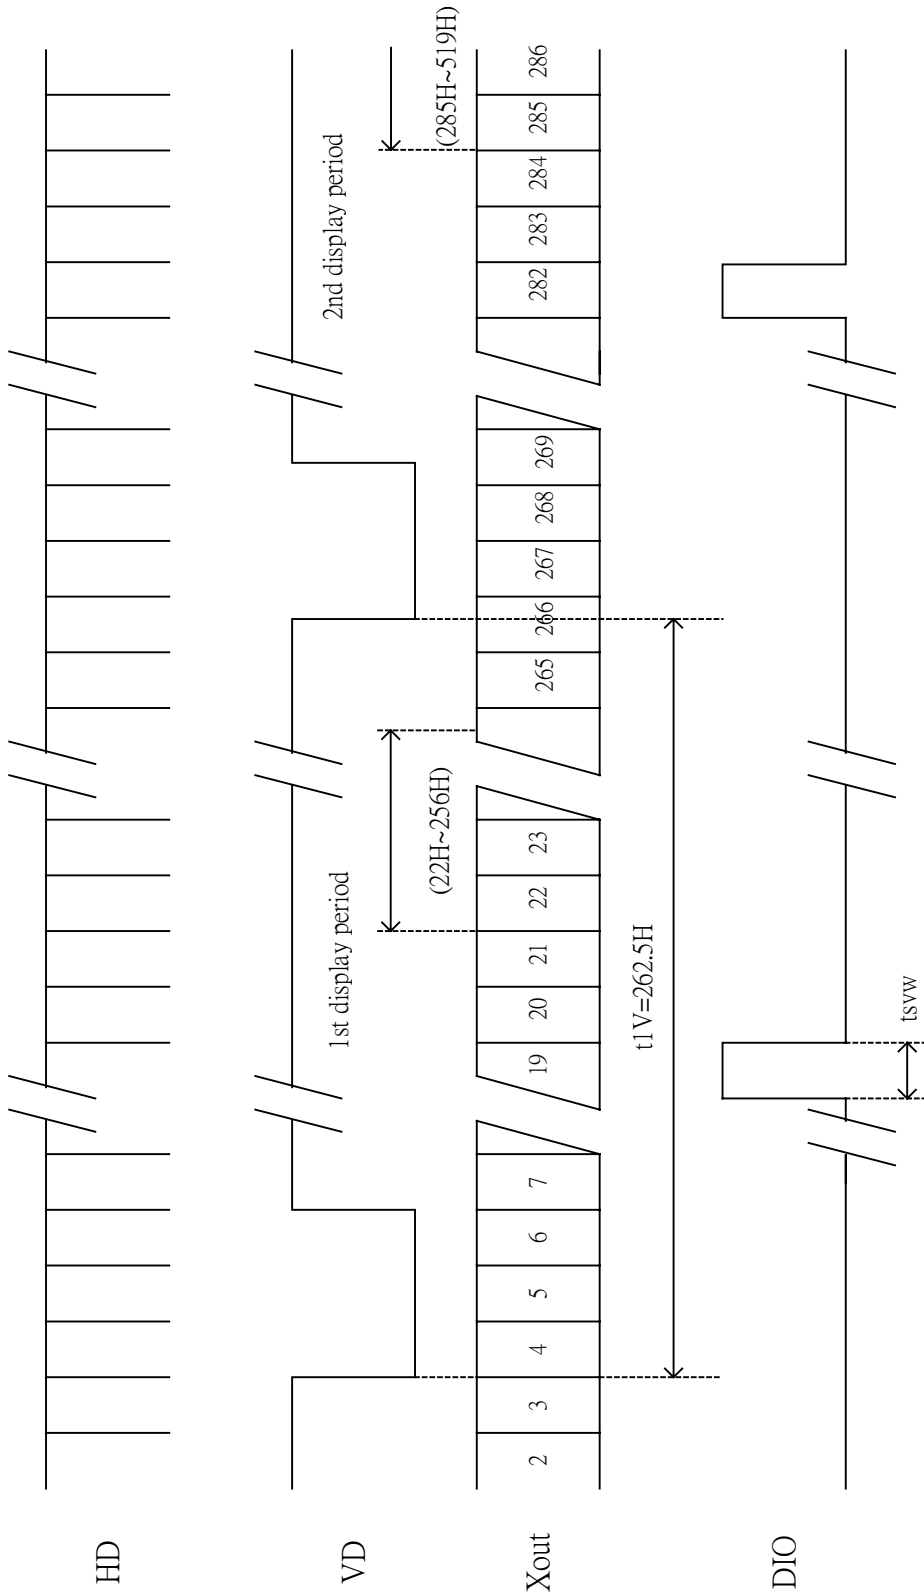 HD
VD
1st display period
2nd display period
(22H~256H)
(285H~519H)
Xout
2 3 4 5 6 7 19 20 21 22 23 265 266 267 268 269 282 283 284 285 286
t1V=262.5H
DIO
tsvw